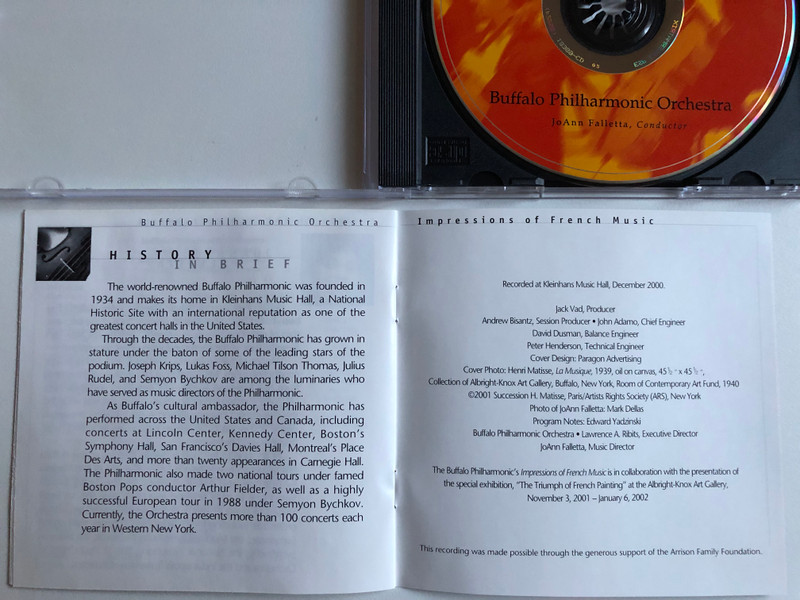 Buffalo Philharmonic Orchestra
JoAnn Falletta, Conductor
Buffalo Philharmonic Orchestra
HISTORY
IN BRIEF
The world-renowned Buffalo Philharmonic was founded in
1934 and makes its home in Kleinhans Music Hall, a National
Historic Site with an international reputation as one of the
greatest concert halls in the United States.
Through the decades, the Buffalo Philharmonic has grown in
stature under the baton of some of the leading stars of the
podium. Joseph Krips, Lukas Foss, Michael Tilson Thomas, Julius
Rudel, and Semyon Bychkov are among the luminaries who
have served as music directors of the Philharmonic.
As Buffalo's cultural ambassador, the Philharmonic has
performed across the United States and Canada, including
concerts at Lincoln Center, Kennedy Center, Boston's
Symphony Hall, San Francisco's Davies Hall, Montreal's Place
Des Arts, and more than twenty appearances in Carnegie Hall.
The Philharmonic also made two national tours under famed
Boston Pops conductor Arthur Fielder, as well as a highly
successful European tour in 1988 under Semyon Bychkov.
Currently, the Orchestra presents more than 100 concerts each
year in Western New York.
Impressions of French Music
Recorded at Kleinhans Music Hall, December 2000.
Jack Vad, Producer
Andrew Bisantz, Session Producer • John Adamo, Chief Engineer
David Dusman, Balance Engineer
Peter Henderson, Technical Engineer
Cover Design: Paragon Advertising
Cover Photo: Henri Matisse, La Musique, 1939, oil on canvas, 45 x 45
Collection of Albright-Knox Art Gallery, Buffalo, New York, Room of Contemporary Art Fund, 1940
©2001 Succession H. Matisse, Paris/Artists Rights Society (ARS), New York
Photo of JoAnn Falletta: Mark Dellas
Program Notes: Edward Yadzinski
Buffalo Philharmonic Orchestra • Lawrence A. Ribits, Executive Director
JoAnn Falletta, Music Director
The Buffalo Philharmonic's Impressions of French Music is in collaboration with the presentation of
the special exhibition, "The Triumph of French Painting" at the Albright-Knox Art Gallery,
November 3, 2001 – January 6, 2002
This recording was made possible through the generous support of the Arrison Family Foundation.